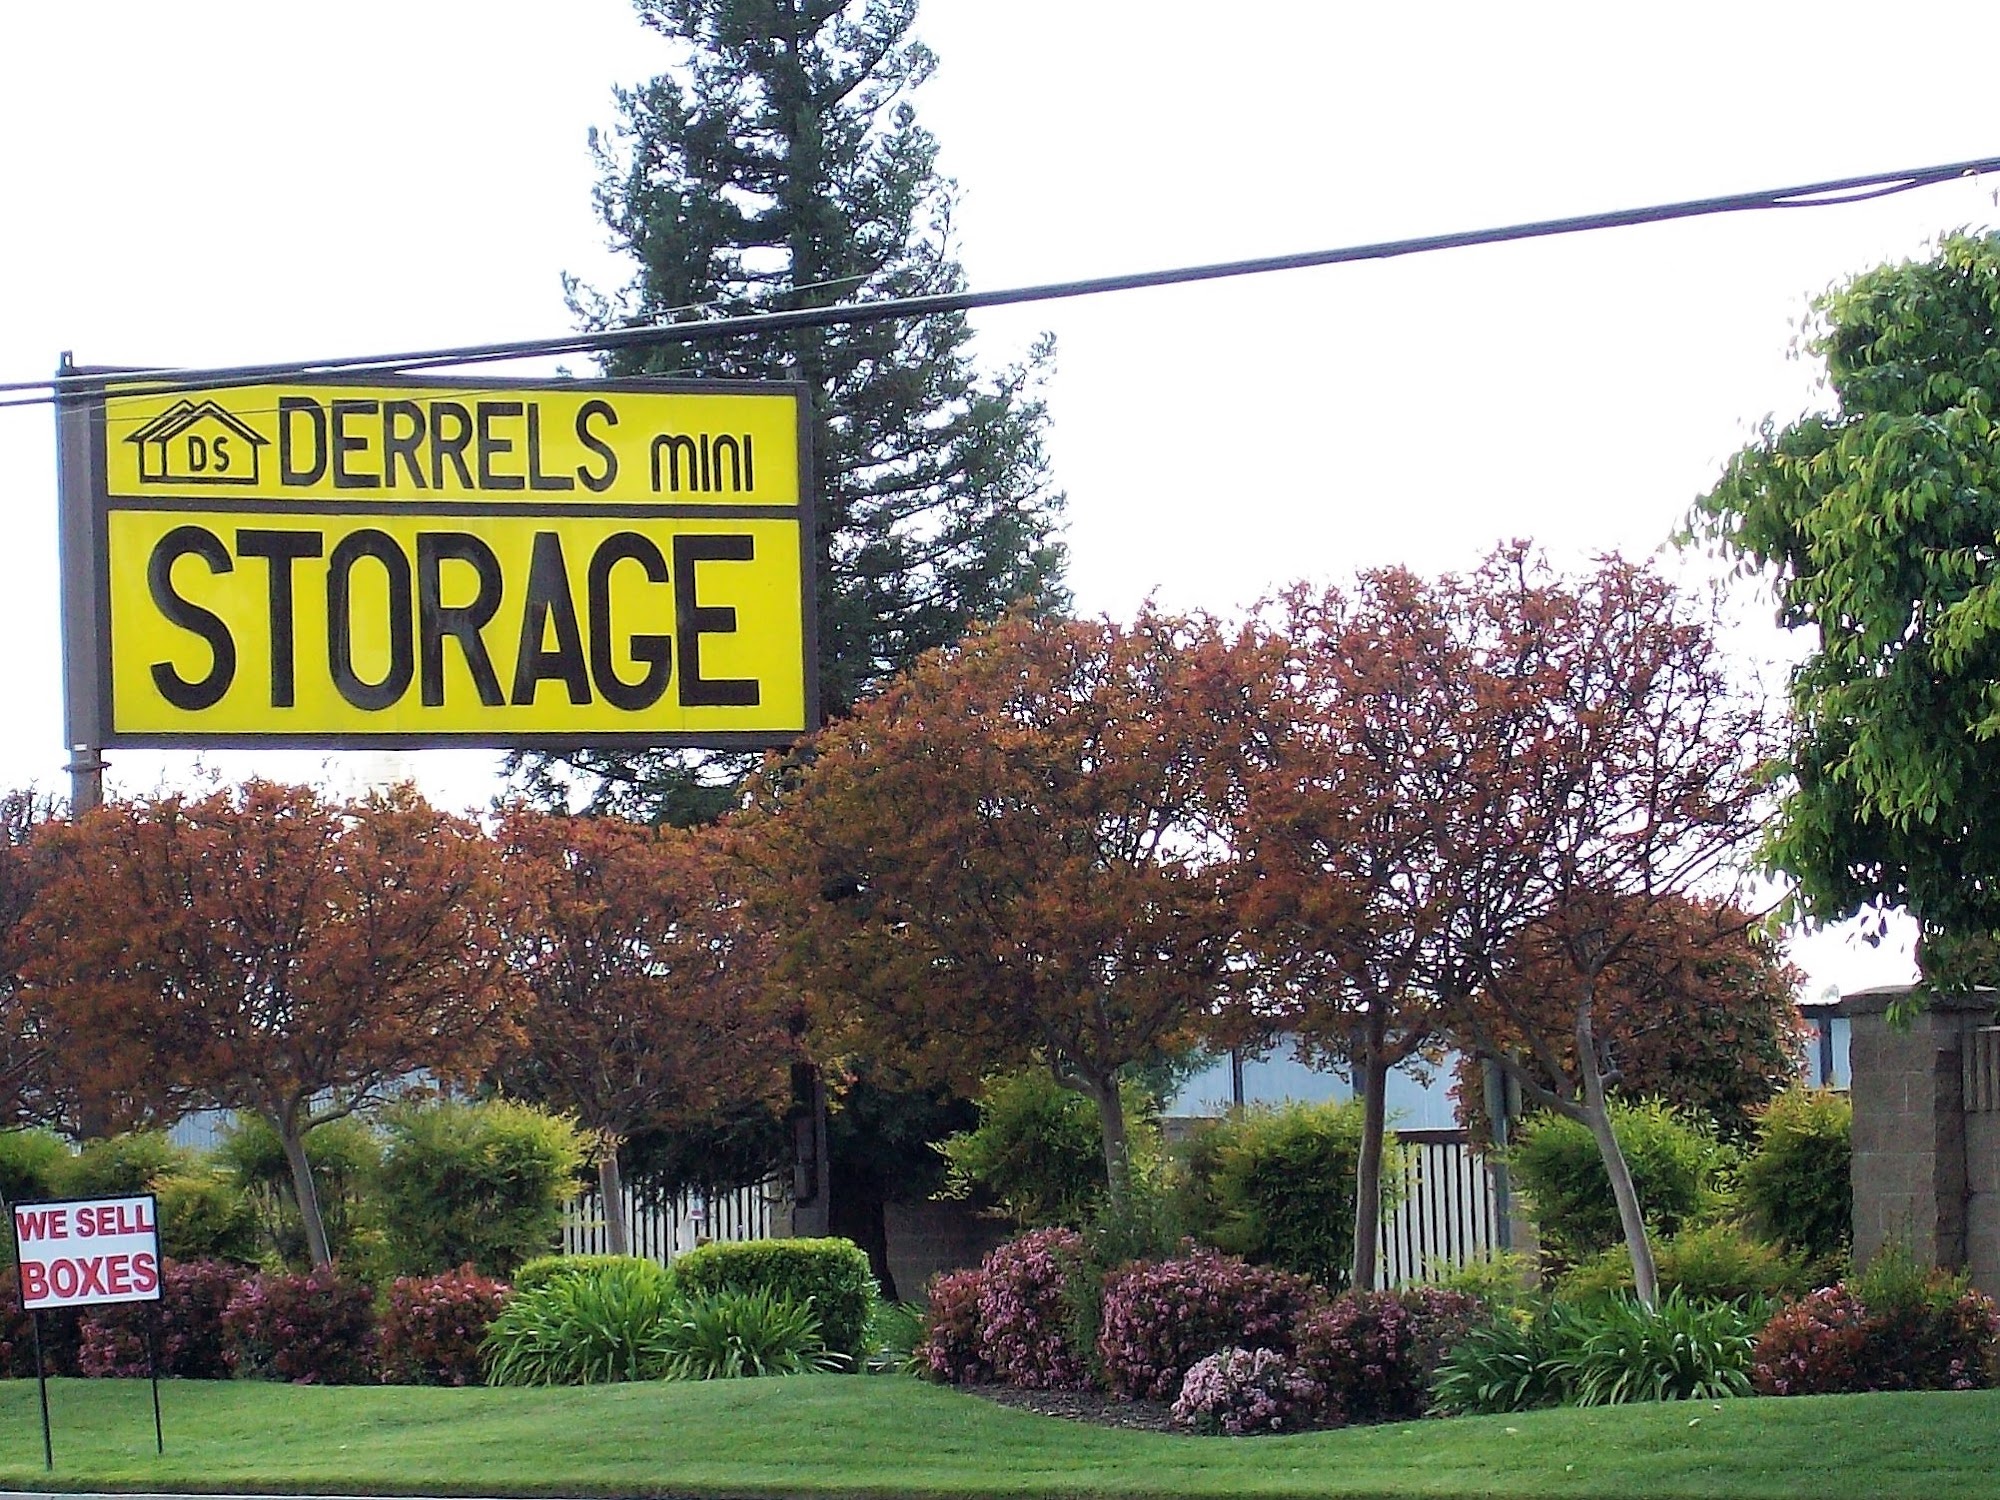 DS DERRELS mini
STORAGE
WE SELL
BOXES